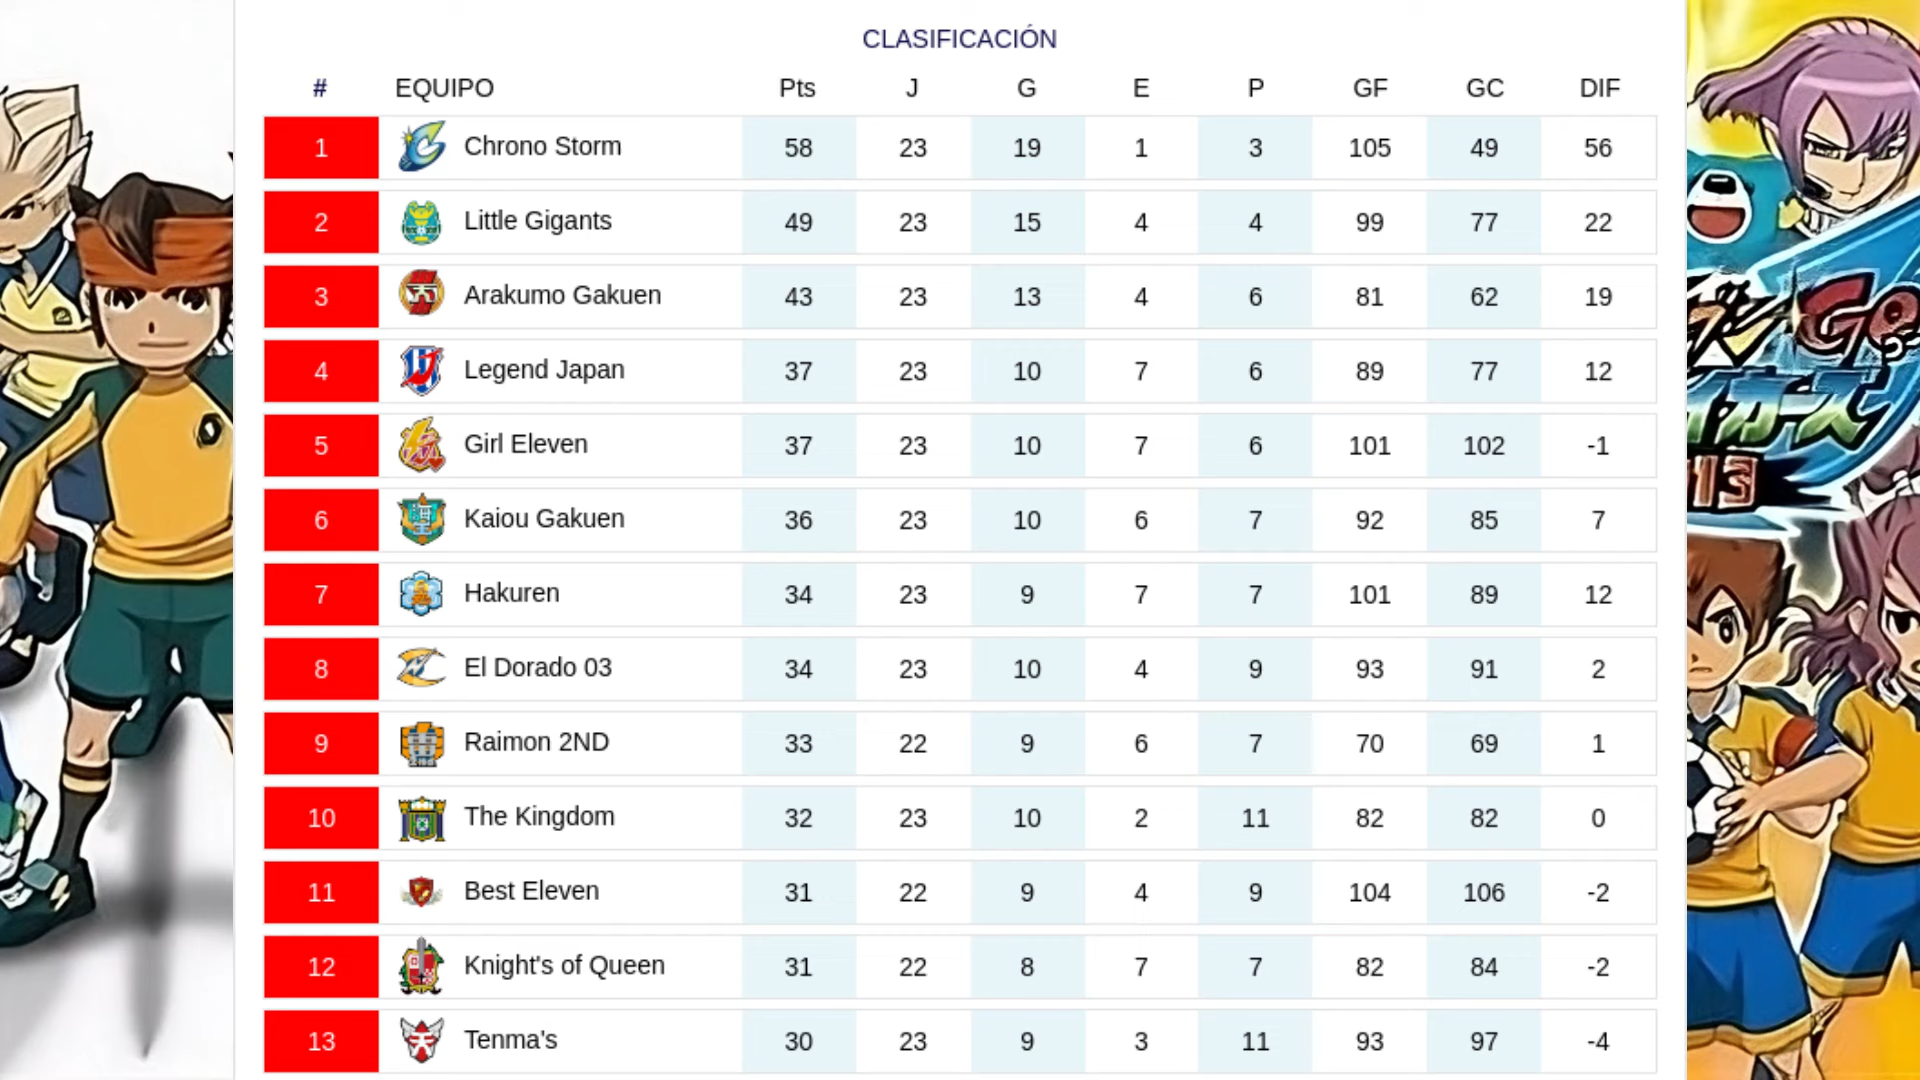 CLASIFICACIÓN
# EQUIPO Pts J G E P GF GC DIF
1 Chrono Storm 58 23 19 1 3 105 49 56
2 Little Gigants 49 23 15 4 4 99 77 22
3 Arakumo Gakuen 43 23 13 4 6 81 62 19
4 Legend Japan 37 23 10 7 6 89 77 12
5 Girl Eleven 37 23 10 7 6 101 102 -1
6 Kaiou Gakuen 36 23 10 6 7 92 85 7
7 Hakuren 34 23 9 7 7 101 89 12
8 El Dorado 03 34 23 10 4 9 93 91 2
9 Raimon 2ND 33 22 9 6 7 70 69 1
10 The Kingdom 32 23 10 2 11 82 82 0
11 Best Eleven 31 22 9 4 9 104 106 -2
12 Knight's of Queen 31 22 8 7 7 82 84 -2
13 Tenma's 30 23 9 3 11 93 97 -4
GO
13